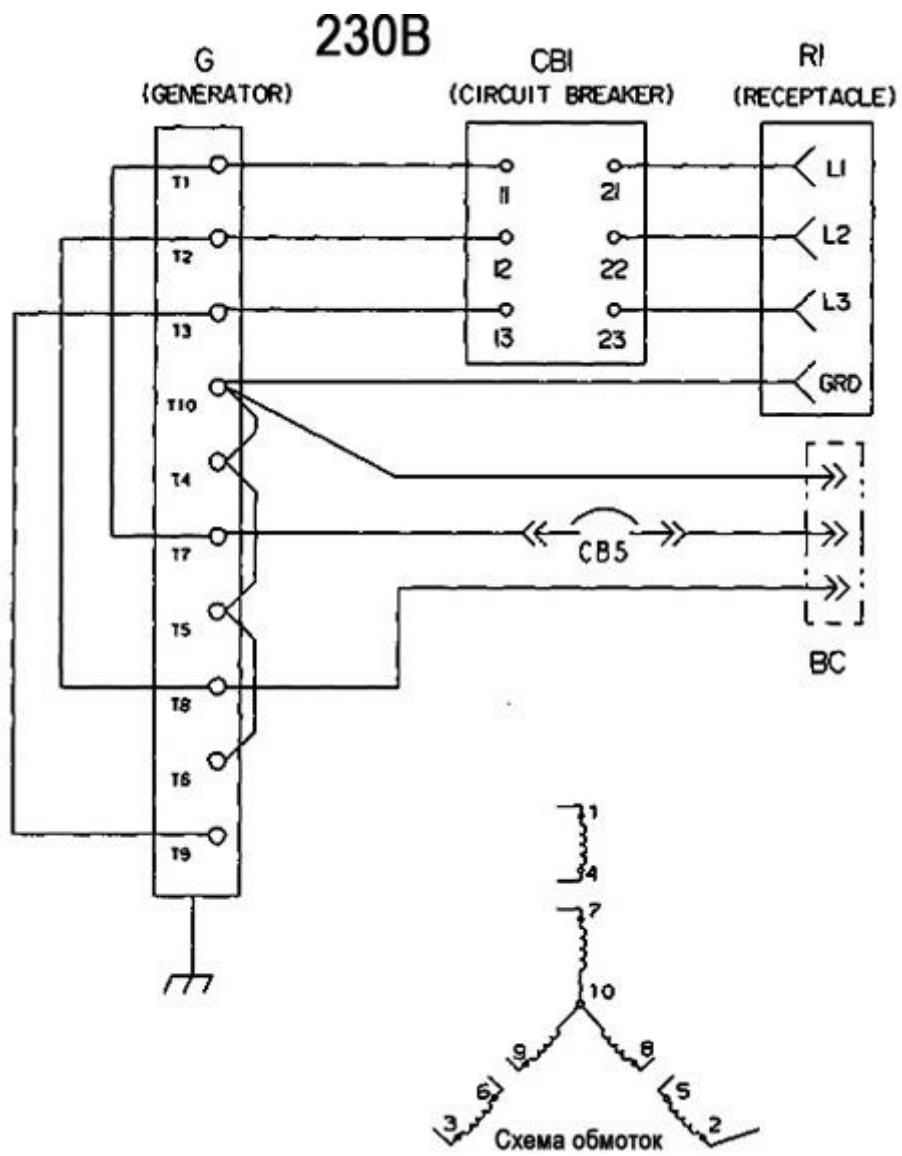 230В
G
(GENERATOR)
CB1
(CIRCUIT BREAKER)
R1
(RECEPTACLE)
T1
11
21
L1
T2
12
22
L2
T3
13
23
L3
T10
GRD
T4
T7
CB5
T5
T8
BC
T6
T9
1
4
7
10
9
8
6
5
3
2
Схема обмоток